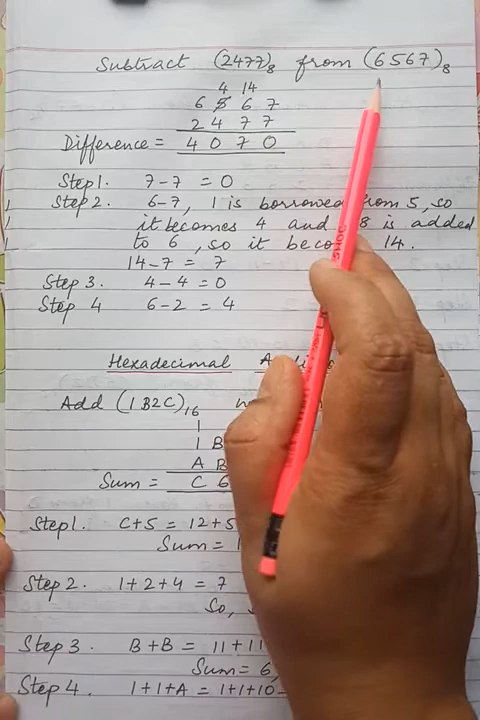 Subtract (2477)8 from (6567)8
4 14
6 5 6 7
2 4 7 7
Difference = 4 0 7 0
Step 1. 7-7 = 0
Step 2. 6-7, 1 is borrowed from 5, so
it becomes 4 and 8 is added
to 6, so it 14.
14-7 = 7
Step 3. 4-4 = 0
Step 4 6-2 = 4
Hexadecimal
Add (1B2C)16
1
1 B
A B
Sum = C 6
Step 1. C+5 = 12+5
Sum = 1
Step 2. 1+2+4 = 7
So,
Step 3. B+B = 11+11
Sum = 6,
Step 4. 1+1+A = 1+1+10=